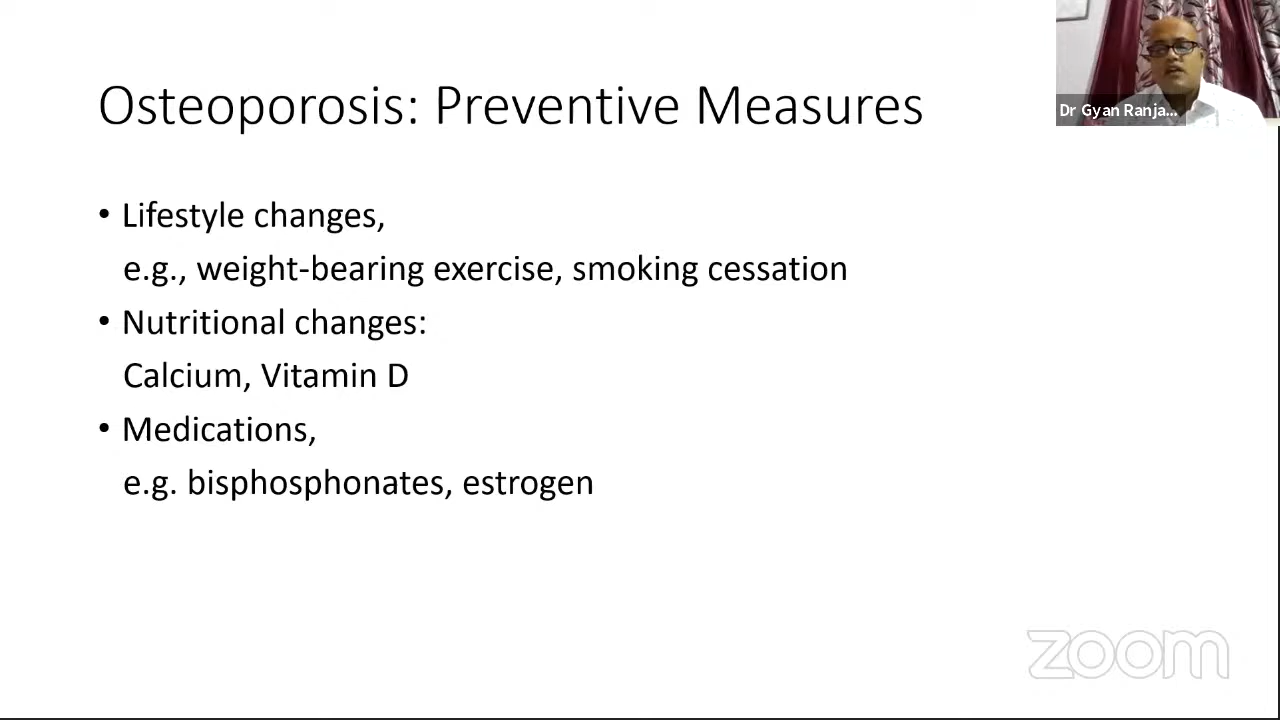 Osteoporosis: Preventive Measures
Dr Gyan Ranja...
• Lifestyle changes,
e.g., weight-bearing exercise, smoking cessation
• Nutritional changes:
Calcium, Vitamin D
• Medications,
e.g. bisphosphonates, estrogen
zoom